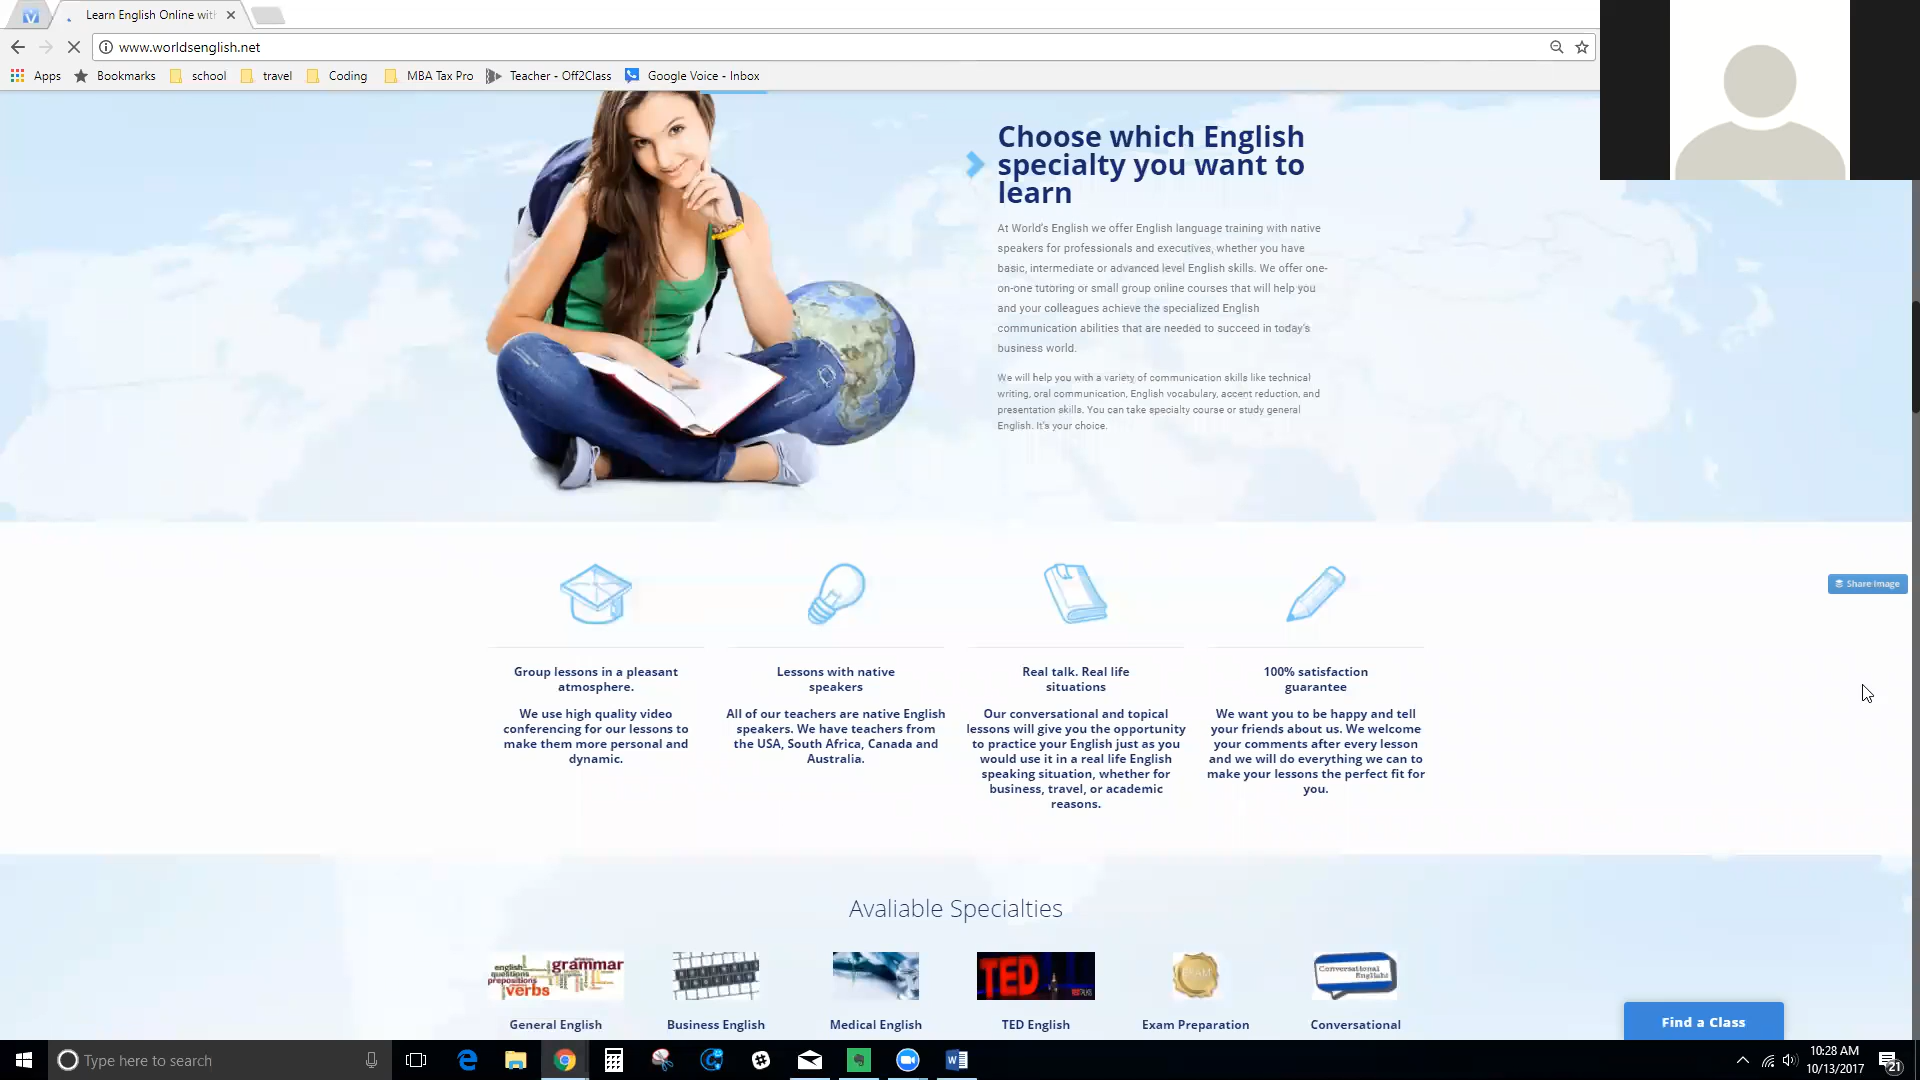 Learn English Online with
www.worldsenglish.net
Apps Bookmarks school travel Coding MBA Tax Pro Teacher - Off2Class Google Voice - Inbox
Choose which English
specialty you want to
learn
At World's English we offer English language training with native
speakers for professionals and executives, whether you have
basic, intermediate or advanced level English skills. We offer one-
on-one tutoring or small group online courses that will help you
and your colleagues achieve the specialized English
communication abilities that are needed to succeed in today's
business world.
We will help you with a variety of communication skills like technical
writing, oral communication, English vocabulary, accent reduction, and
presentation skills. You can take specialty course or study general
English. It's your choice.
Share Image
Group lessons in a pleasant
atmosphere.
We use high quality video
conferencing for our lessons to
make them more personal and
dynamic.
Lessons with native
speakers
All of our teachers are native English
speakers. We have teachers from
the USA, South Africa, Canada and
Australia.
Real talk. Real life
situations
Our conversational and topical
lessons will give you the opportunity
to practice your English just as you
would use it in a real life English
speaking situation, whether for
business, travel, or academic
reasons.
100% satisfaction
guarantee
We want you to be happy and tell
your friends about us. We welcome
your comments after every lesson
and we will do everything we can to
make your lessons the perfect fit for
you.
Avaliable Specialties
english
questions grammar
prepositions
verbs
TED
EXAM
Conversational
English!
General English
Business English
Medical English
TED English
Exam Preparation
Conversational
Find a Class
Type here to search
10:28 AM
10/13/2017
21